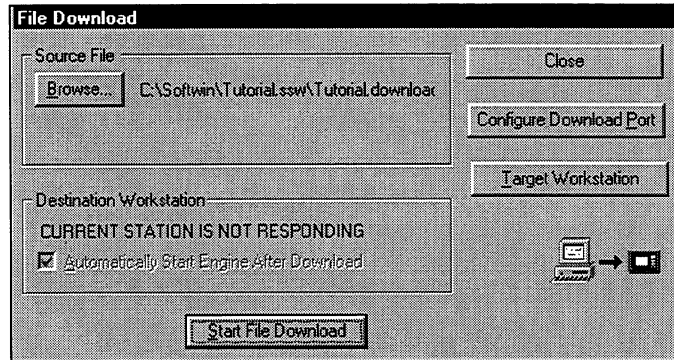 File Download
Source File
Browse...
C:\Softwin\Tutorial.ssw\Tutorial.downloac
Close
Configure Download Port
Target Workstation
Destination Workstation
CURRENT STATION IS NOT RESPONDING
Automatically Start Engine After Download
Start File Download